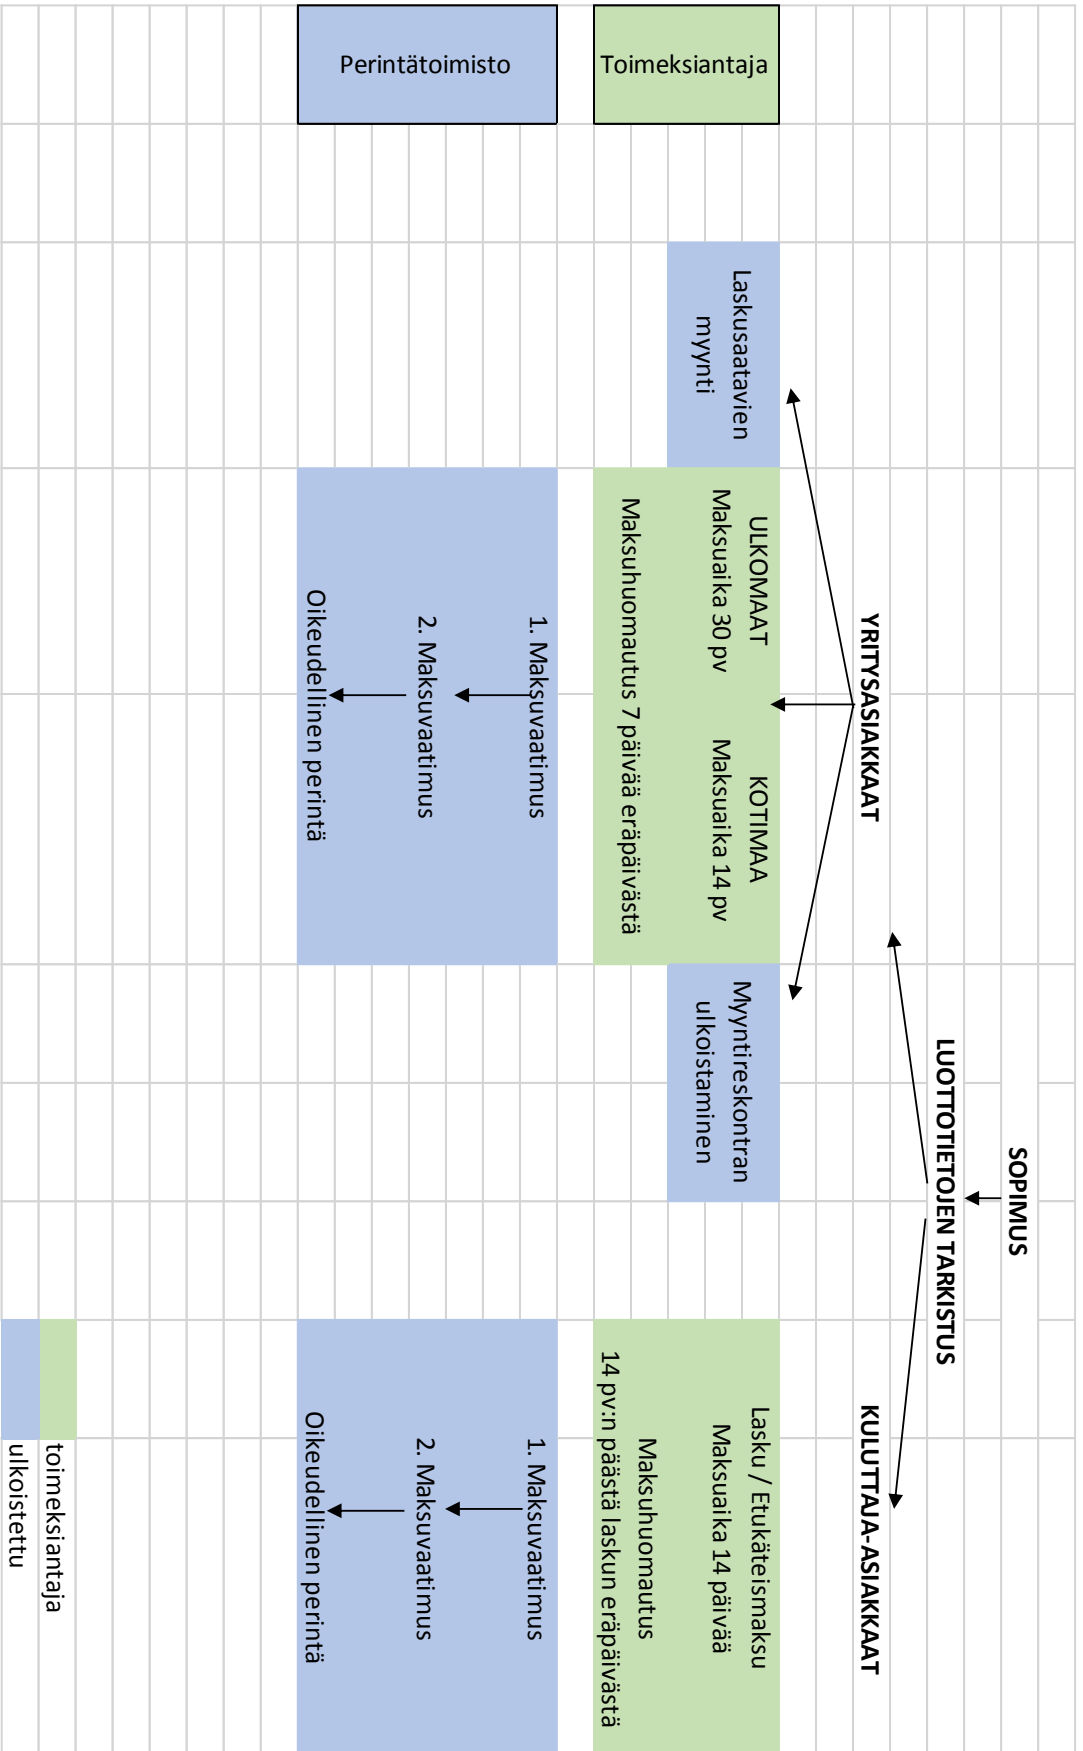 SOPIMUS
LUOTTOTIETOJEN TARKISTUS
YRITYSASIAKKAAT
KULUTTAJA-ASIAKKAAT
Toimeksiantaja
Laskusaatavien
myynti
ULKOMAAT
Maksuaika 30 pv
KOTIMAA
Maksuaika 14 pv
Maksuhuomautus 7 päivää eräpäivästä
Myyntireskontran
ulkoistaminen
Lasku / Etukäteismaksu
Maksuaika 14 päivää
Maksuhuomautus
14 pv:n päästä laskun eräpäivästä
Perintätoimisto
1. Maksuvaatimus
2. Maksuvaatimus
Oikeudellinen perintä
1. Maksuvaatimus
2. Maksuvaatimus
Oikeudellinen perintä
toimeksiantaja
ulkoistettu